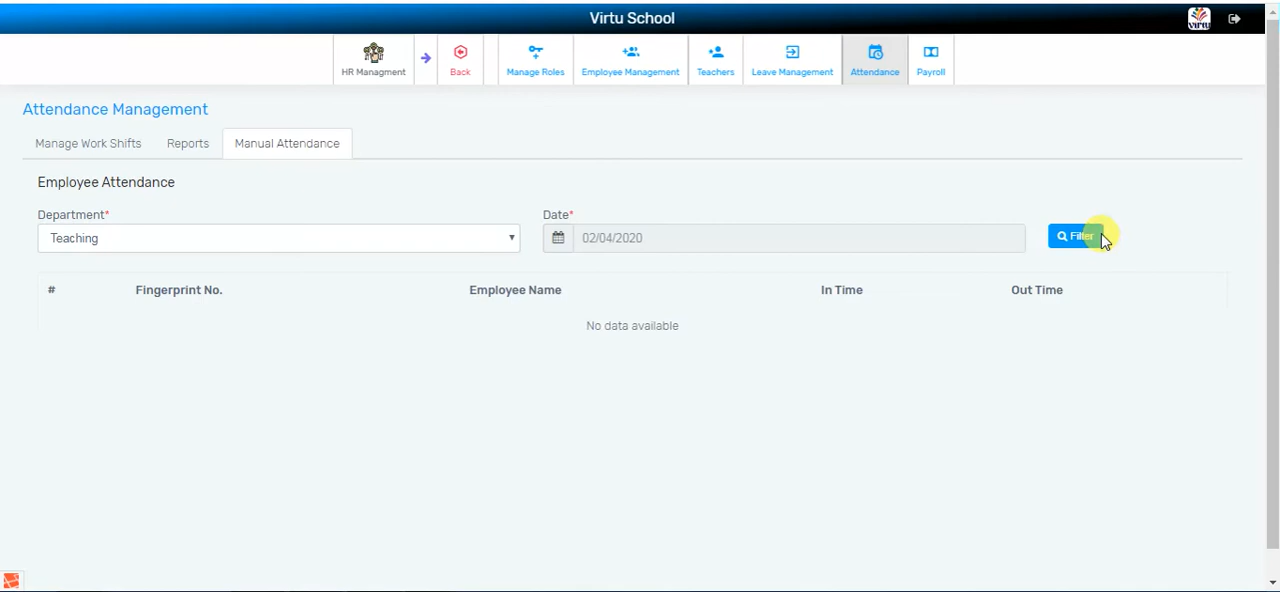 Virtu School
virtu
HR Managment
Back
Manage Roles
Employee Management
Teachers
Leave Management
Attendance
Payroll
Attendance Management
Manage Work Shifts
Reports
Manual Attendance
Employee Attendance
Department*
Date*
Teaching
02/04/2020
Filter
# Fingerprint No. Employee Name In Time Out Time
No data available